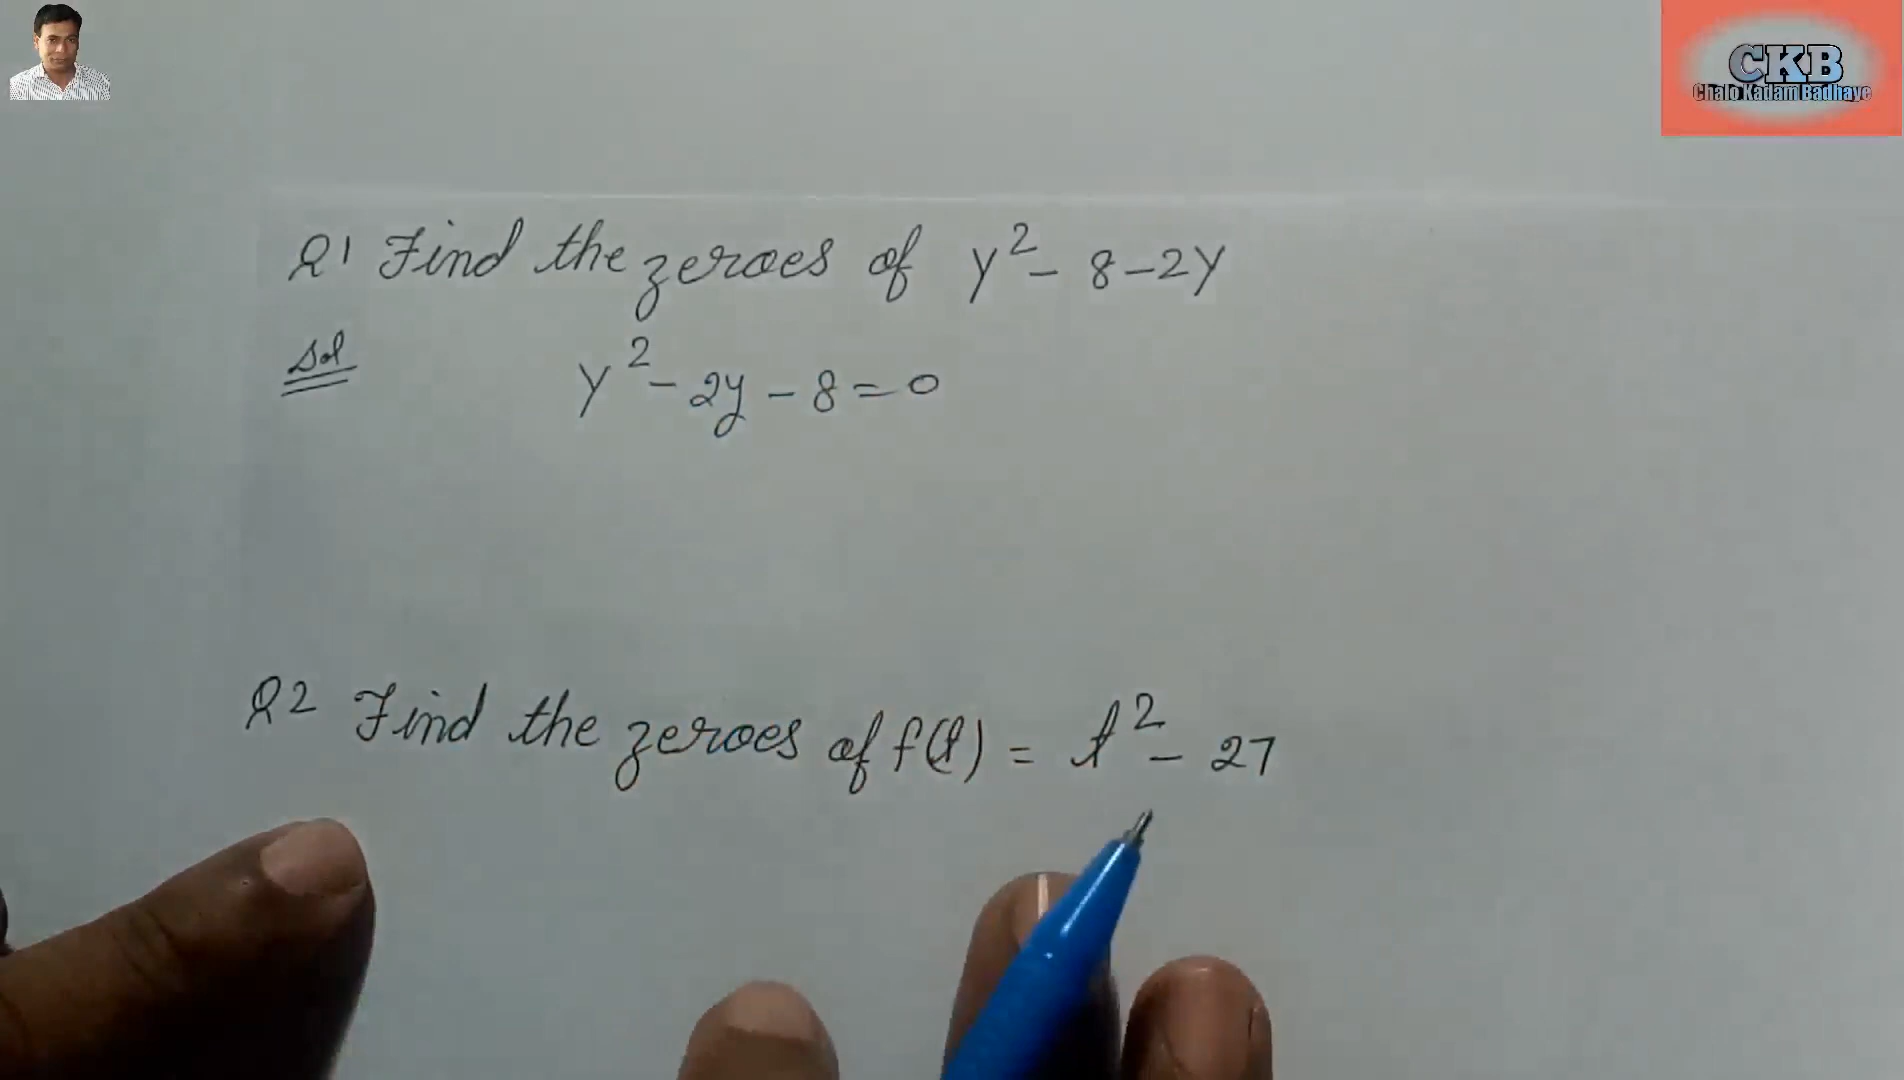 CKB
Chalo Kadam Badhaye
Q1 Find the zeroes of y² - 8 - 2y
Sol
y² - 2y - 8 = 0
Q2 Find the zeroes of f(t) = t² - 27